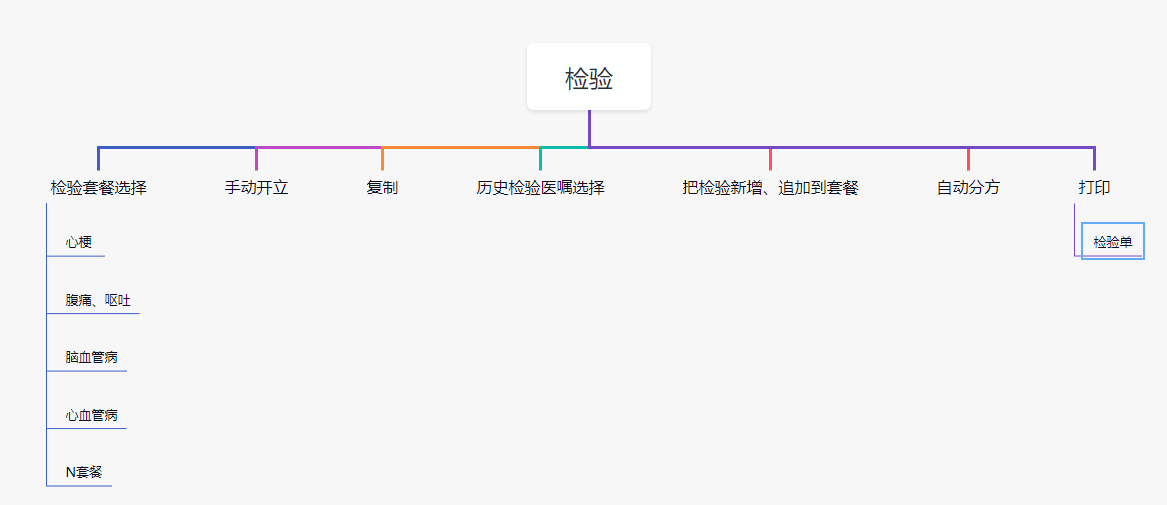 检验
检验套餐选择
手动开立
复制
历史检验医嘱选择
把检验新增、追加到套餐
自动分方
打印
心梗
腹痛、呕吐
脑血管病
心血管病
N套餐
检验单